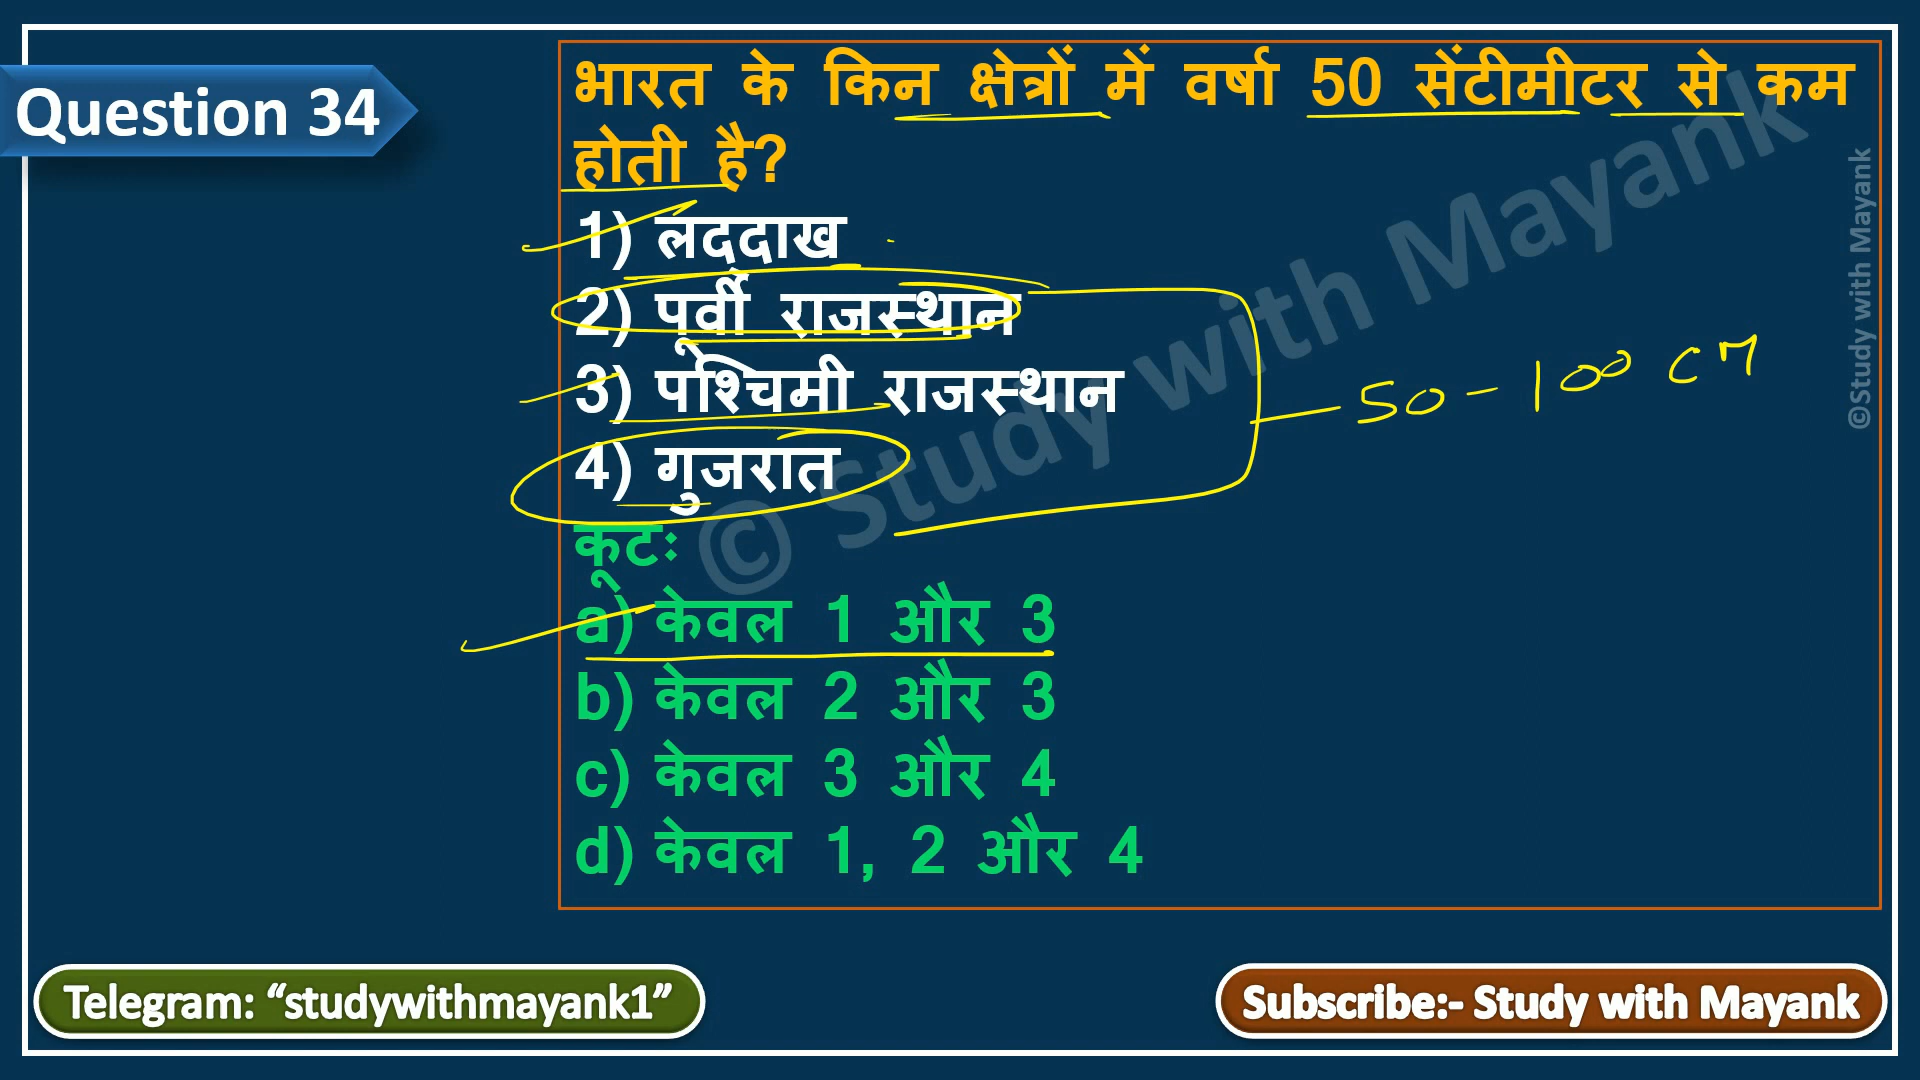 Question 34
भारत के किन क्षेत्रों में वर्षा 50 सेंटीमीटर से कम
होती है?
1) लददाख
2) पूर्वी राजस्थान
3) पश्चिमी राजस्थान
4) गुजरात
50 - 100 CM
कूटः
a) केवल 1 और 3
b) केवल 2 और 3
c) केवल 3 और 4
d) केवल 1, 2 और 4
© Study with Mayank
©Study with Mayank
Telegram: “studywithmayank1”
Subscribe:- Study with Mayank